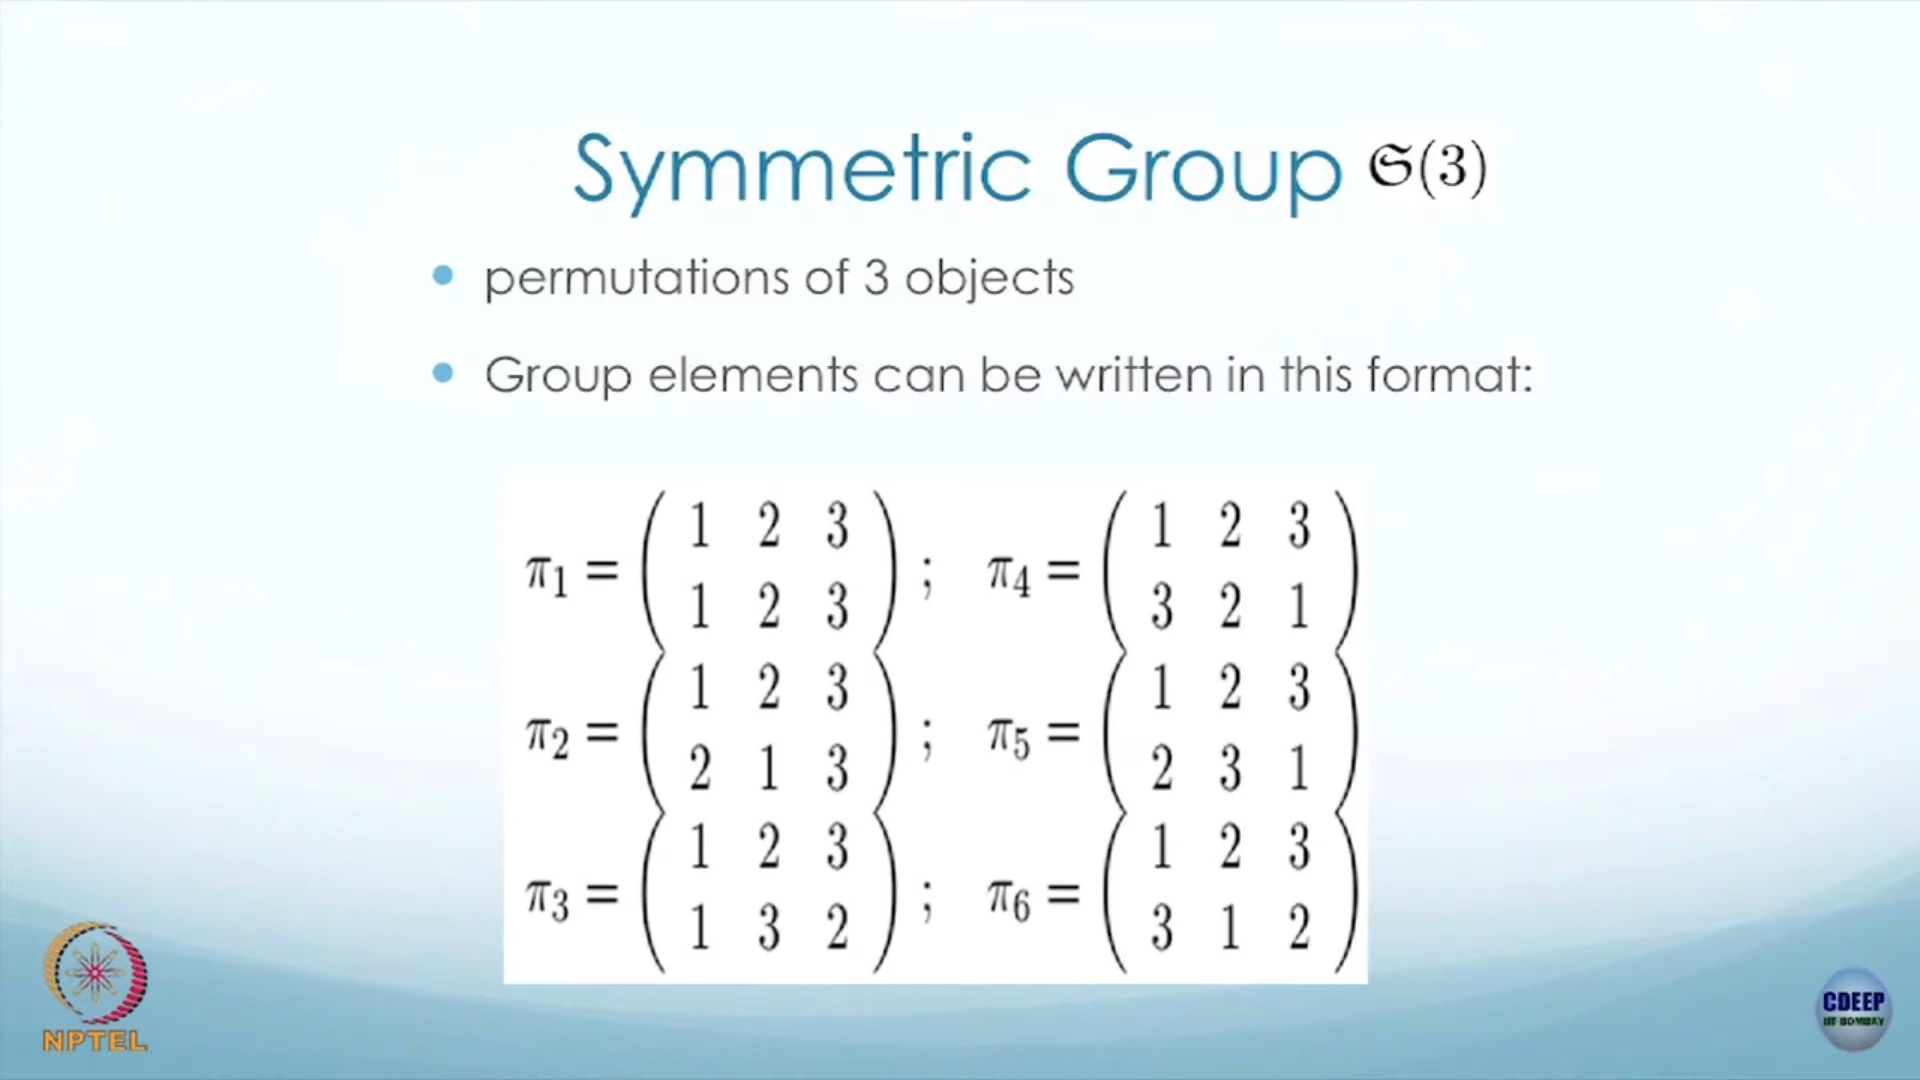 Symmetric Group 𝔖(3)
• permutations of 3 objects
• Group elements can be written in this format:
π₁ = ( 1 2 3 ) ; π₄ = ( 1 2 3 )
( 1 2 3 ) ( 3 2 1 )
π₂ = ( 1 2 3 ) ; π₅ = ( 1 2 3 )
( 2 1 3 ) ( 2 3 1 )
π₃ = ( 1 2 3 ) ; π₆ = ( 1 2 3 )
( 1 3 2 ) ( 3 1 2 )
NPTEL
CDEEP
IIT BOMBAY